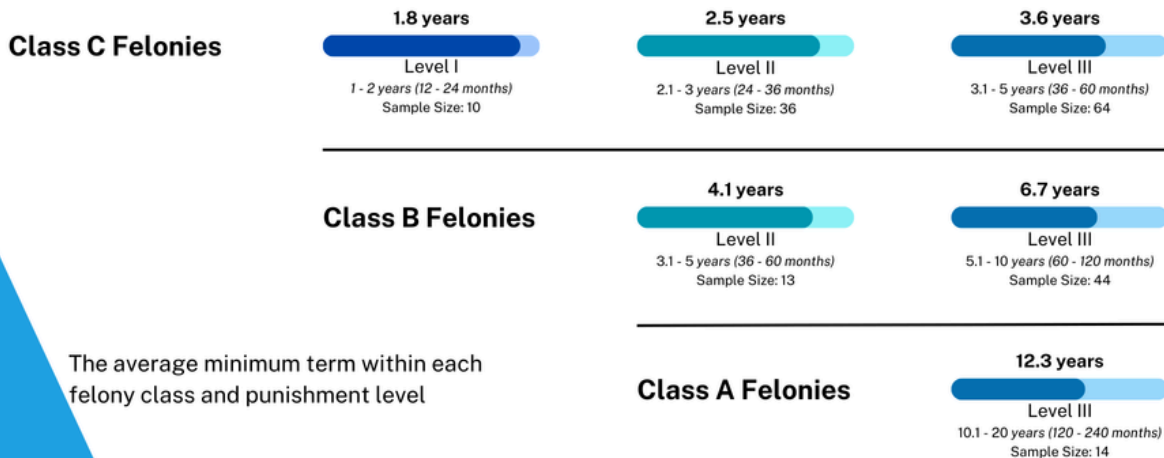 Class C Felonies
1.8 years
Level I
1 - 2 years (12 - 24 months)
Sample Size: 10
2.5 years
Level II
2.1 - 3 years (24 - 36 months)
Sample Size: 36
3.6 years
Level III
3.1 - 5 years (36 - 60 months)
Sample Size: 64
Class B Felonies
4.1 years
Level II
3.1 - 5 years (36 - 60 months)
Sample Size: 13
6.7 years
Level III
5.1 - 10 years (60 - 120 months)
Sample Size: 44
The average minimum term within each
felony class and punishment level
Class A Felonies
12.3 years
Level III
10.1 - 20 years (120 - 240 months)
Sample Size: 14